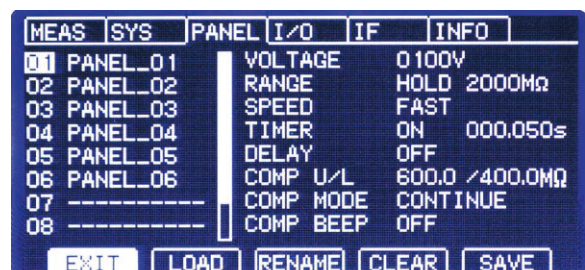 MEAS SYS PANEL I/O IF INFO
01 PANEL_01 VOLTAGE 0100V
02 PANEL_02 RANGE HOLD 2000MΩ
03 PANEL_03 SPEED FAST
04 PANEL_04 TIMER ON 000.050s
05 PANEL_05 DELAY OFF
06 PANEL_06 COMP U/L 600.0 /400.0MΩ
07 ---------- COMP MODE CONTINUE
08 ---------- COMP BEEP OFF
EXIT LOAD RENAME CLEAR SAVE